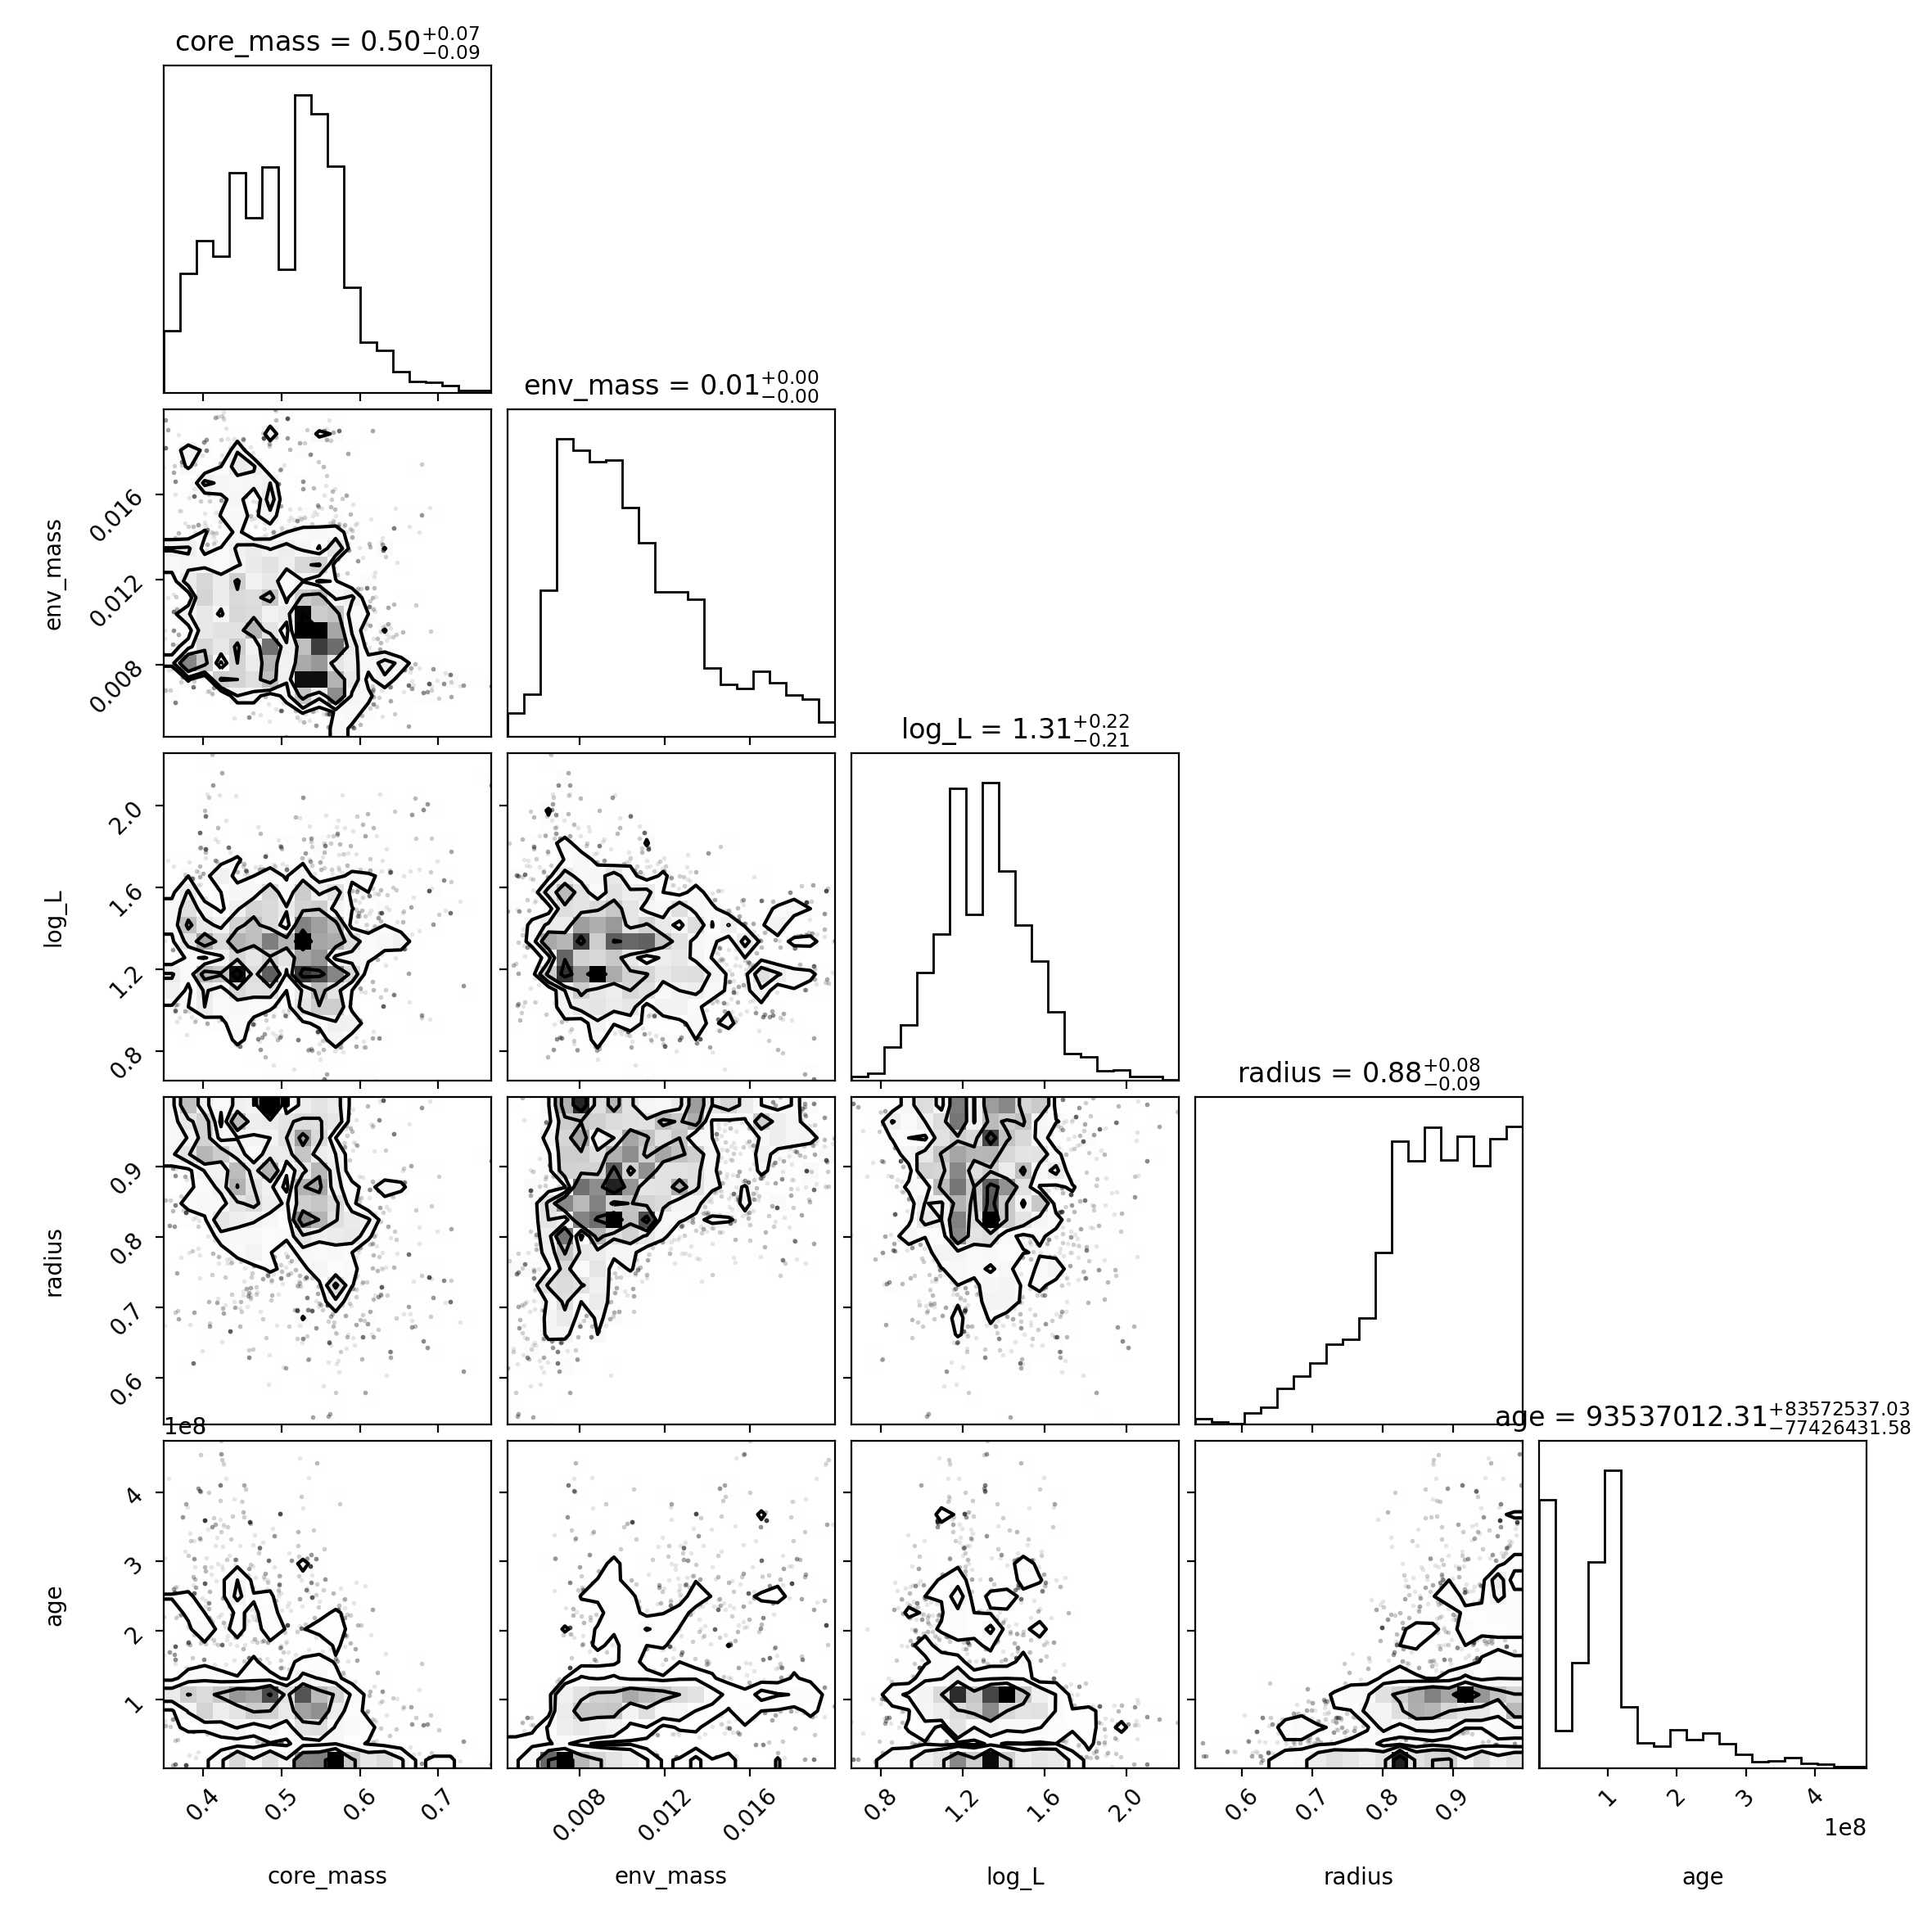 core_mass = 0.50+0.07 −0.09
env_mass = 0.01+0.00 −0.00
env_mass
0.016
0.012
0.008
log_L = 1.31+0.22 −0.21
log_L
2.0
1.6
1.2
0.8
radius = 0.88+0.08 −0.09
radius
0.9
0.8
0.7
0.6
1e8
age = 93537012.31+83572537.03 −77426431.58
age
4
3
2
1
0.4 0.5 0.6 0.7
0.008 0.012 0.016
0.8 1.2 1.6 2.0
0.6 0.7 0.8 0.9
1 2 3 4
1e8
core_mass env_mass log_L radius age